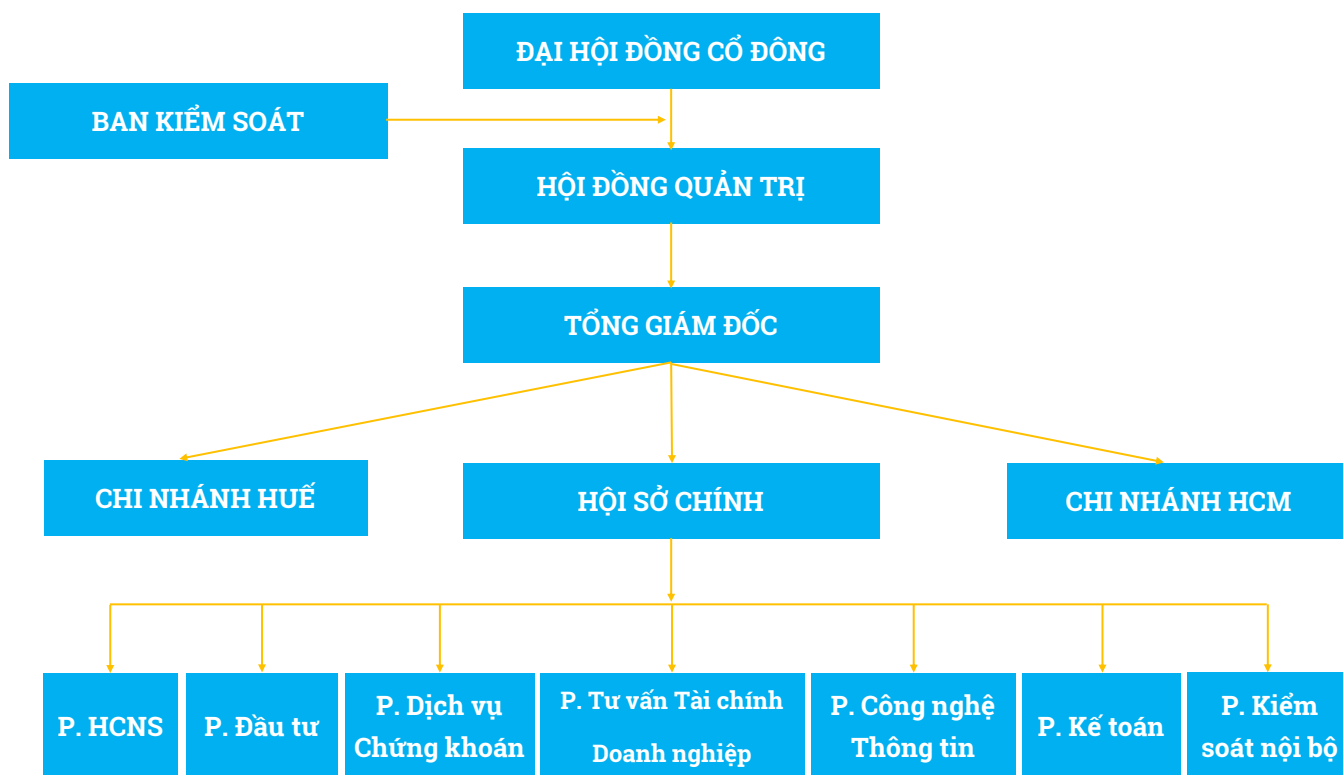 ĐẠI HỘI ĐỒNG CỔ ĐÔNG
BAN KIỂM SOÁT
HỘI ĐỒNG QUẢN TRỊ
TỔNG GIÁM ĐỐC
CHI NHÁNH HUẾ
HỘI SỞ CHÍNH
CHI NHÁNH HCM
P. HCNS
P. Đầu tư
P. Dịch vụ
Chứng khoán
P. Tư vấn Tài chính
Doanh nghiệp
P. Công nghệ
Thông tin
P. Kế toán
P. Kiểm
soát nội bộ